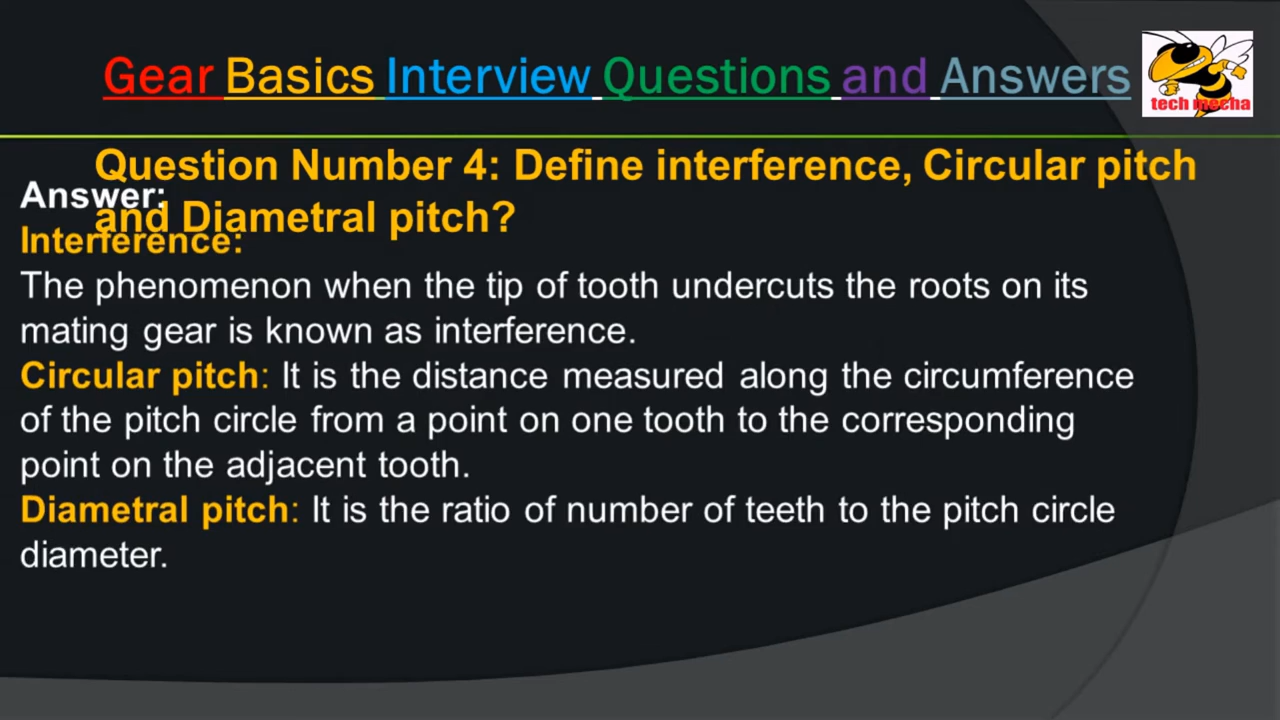 Gear Basics Interview Questions and Answers
tech mecha
Question Number 4: Define interference, Circular pitch
and Diametral pitch?
Answer:
Interference:
The phenomenon when the tip of tooth undercuts the roots on its
mating gear is known as interference.
Circular pitch: It is the distance measured along the circumference
of the pitch circle from a point on one tooth to the corresponding
point on the adjacent tooth.
Diametral pitch: It is the ratio of number of teeth to the pitch circle
diameter.